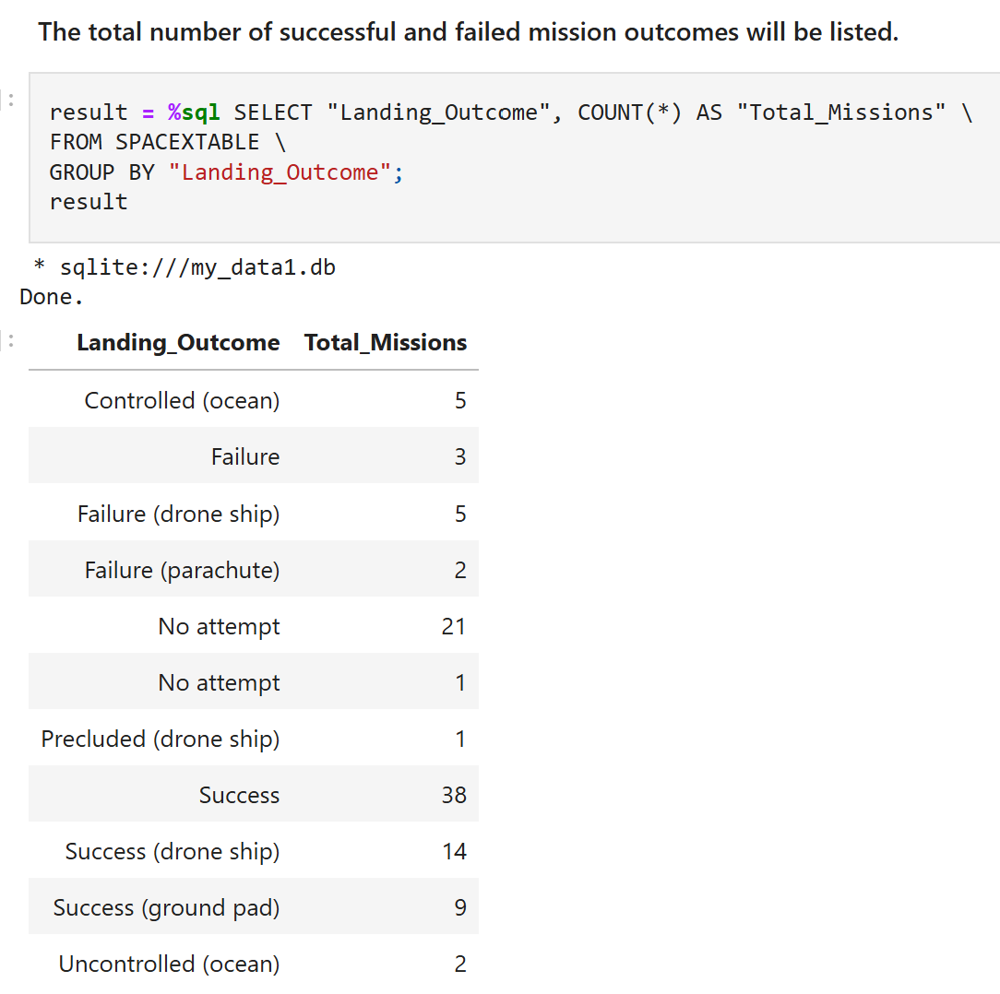 The total number of successful and failed mission outcomes will be listed.
]:
result = %sql SELECT "Landing_Outcome", COUNT(*) AS "Total_Missions" \
FROM SPACEXTABLE \
GROUP BY "Landing_Outcome";
result
* sqlite:///my_data1.db
Done.
]:
Landing_Outcome Total_Missions
Controlled (ocean) 5
Failure 3
Failure (drone ship) 5
Failure (parachute) 2
No attempt 21
No attempt 1
Precluded (drone ship) 1
Success 38
Success (drone ship) 14
Success (ground pad) 9
Uncontrolled (ocean) 2